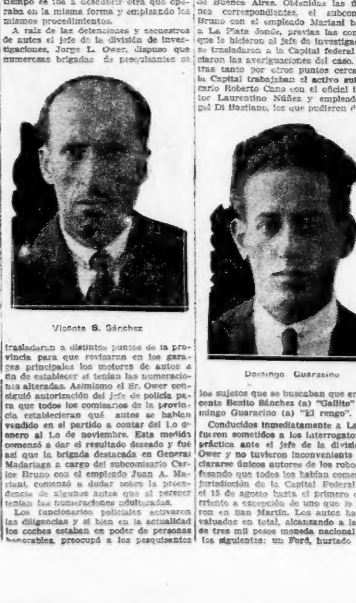 tiempo se iba a descubrir otra que ope-
raba en la misma forma y empleando los
mismos procedimientos.
A raíz de las detenciones y secuestros
de autos el jefe de la división de inves-
tigaciones, Jorge L. Ower, dispuso que
numerosas brigadas de pesquisantes se
Vicente B. Sánchez
trasladaran a distintos puntos de la pro-
vincia para que revisaran en los gara-
ges principales los motores de autos a
fin de establecer si tenían las numeracio-
nes alteradas. Asimismo el Sr. Ower con-
siguió autorización del jefe de policía pa-
ra que todos los comisarios de la provin-
cia establecieran qué autos se habían
vendido en el partido a contar del 1.o de
enero al 1.o de noviembre. Esta medida
comenzó a dar el resultado deseado y fué
así que la brigada destacada en General
Madariaga a cargo del subcomisario Car-
los Bruno con el empleado Juan A. Ma-
riani comenzó a dudar sobre la proce-
dencia de algunos autos que al parecer
tenían las numeraciones adulteradas.
Los funcionarios policiales activaron
las diligencias y si bien en la actualidad
los coches estaban en poder de personas
honorables, preocupó a los pesquisantes
de Buenos Aires. Obtenidas las
nes correspondientes, el subcom
Bruno con el empleado Mariani
a La Plata donde, previas las con
que le hicieron al jefe de investiga
se trasladaron a la Capital federal
ciaron las averiguaciones del caso.
tras tanto por otros puntos cerca
la Capital trabajaban el activo
tario Roberto Cano con el oficial
tor Laurentino Núñez y emplead
gel Di Bastiano, los que pudieron
Domingo Guarasino
los sujetos que se buscaban que er
cente Benito Sánchez (a) "Gallito"
mingo Guarcino (a) "El rengo".
Conducidos inmediatamente a La
fueron sometidos a los interrogator
práctica ante el jefe de la divisi
Ower y no tuvieron inconveniente
clararse únicos autores de los robo
fesando que todos los habían comet
jurisdicción de la Capital Federal
el 15 de agosto hasta el primero
rriente a excepción de uno que lo
ron en San Martín. Los autos ha
valuados en total, alcanzando a la
de tres mil pesos moneda nacional
los siguientes: un Ford, hurtado